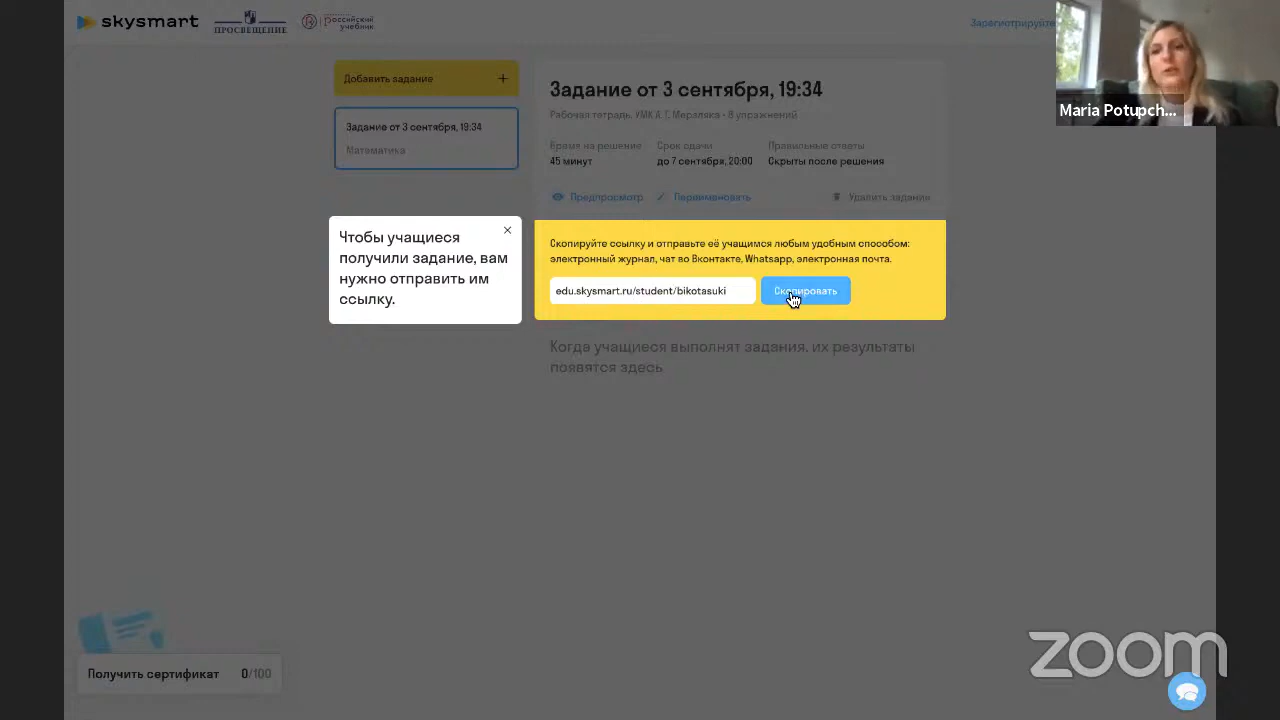 skysmart
ПРОСВЕЩЕНИЕ
российский
учебник
Зарегистрируйте
Maria Potupch...
Добавить задание
Задание от 3 сентября, 19:34
Математика
Задание от 3 сентября, 19:34
Рабочая тетрадь. УМК А. Г. Мерзляка • 8 упражнений
Время на решение
45 минут
Срок сдачи
до 7 сентября, 20:00
Правильные ответы
Скрыты после решения
Предпросмотр
Переименовать
Удалить задание
Чтобы учащиеся
получили задание, вам
нужно отправить им
ссылку.
Скопируйте ссылку и отправьте её учащимся любым удобным способом:
электронный журнал, чат во Вконтакте, Whatsapp, электронная почта.
edu.skysmart.ru/student/bikotasuki
Скопировать
Когда учащиеся выполнят задания, их результаты
появятся здесь
Получить сертификат 0/100
zoom